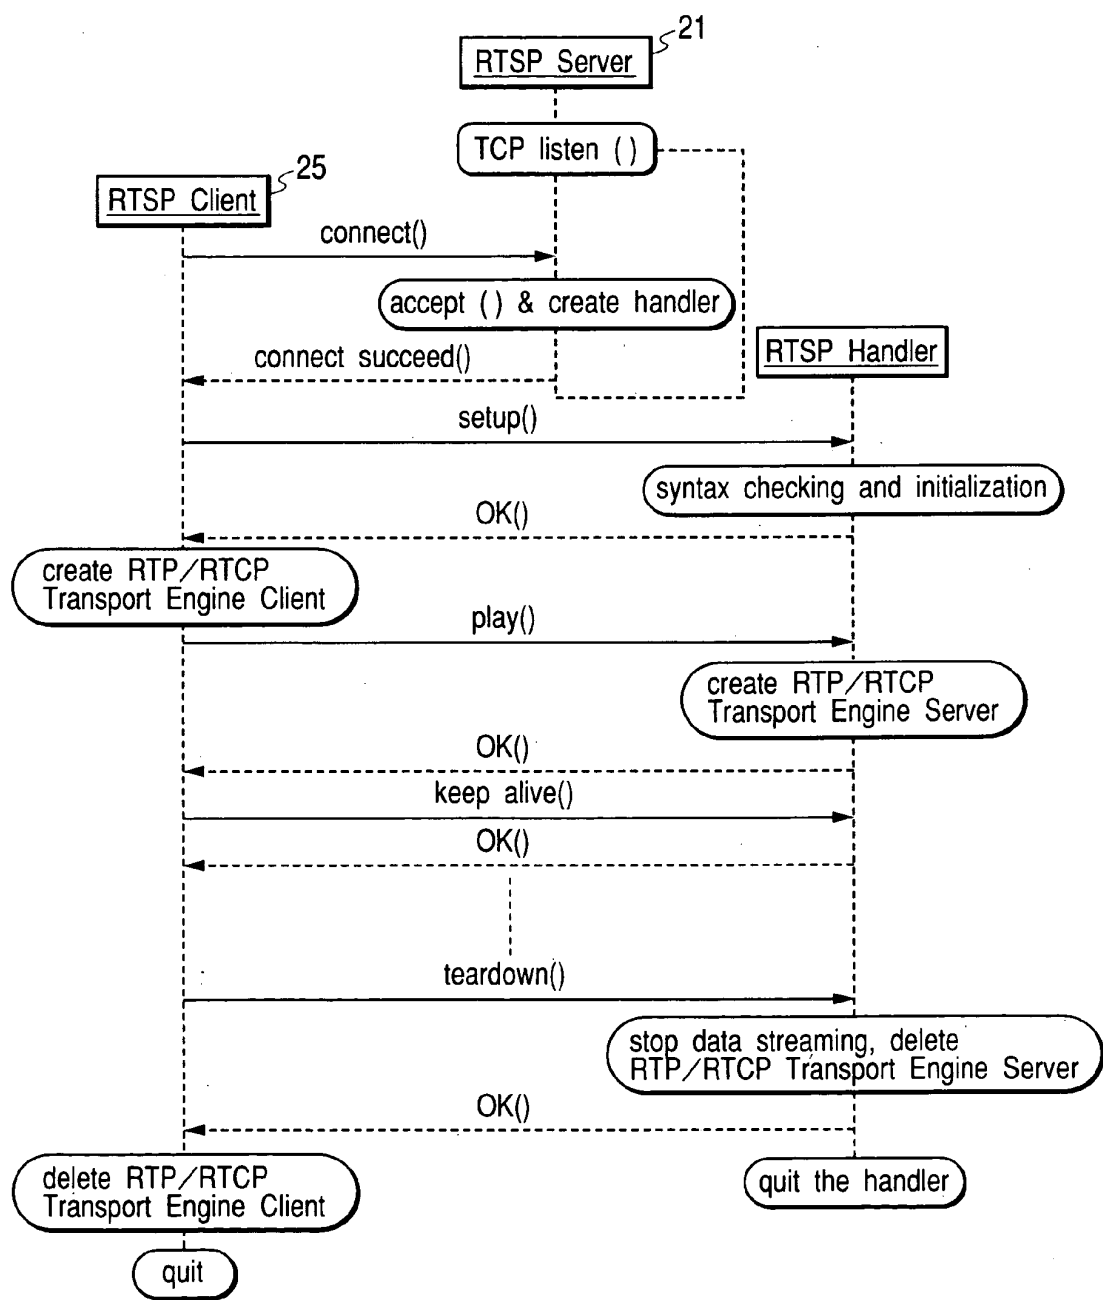 21
RTSP Server
TCP listen ( )
25
RTSP Client
connect()
accept ( ) & create handler
RTSP Handler
connect succeed()
setup()
syntax checking and initialization
OK()
create RTP/RTCP
Transport Engine Client
play()
create RTP/RTCP
Transport Engine Server
OK()
keep alive()
OK()
teardown()
stop data streaming, delete
RTP/RTCP Transport Engine Server
OK()
delete RTP/RTCP
Transport Engine Client
quit the handler
quit